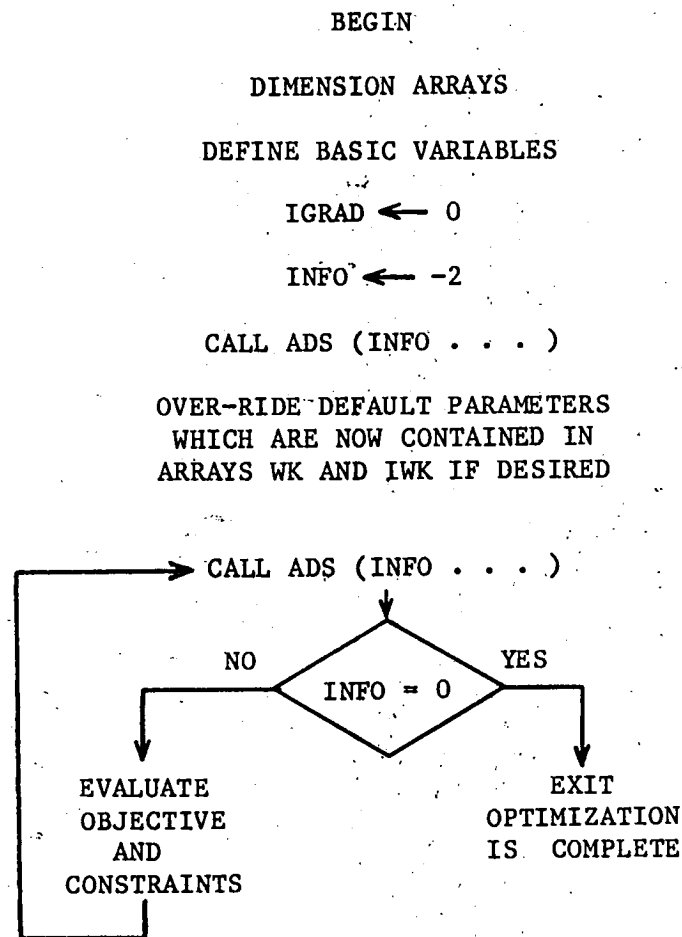 BEGIN
DIMENSION ARRAYS
DEFINE BASIC VARIABLES
IGRAD ← 0
INFO ← -2
CALL ADS (INFO . . . )
OVER-RIDE DEFAULT PARAMETERS
WHICH ARE NOW CONTAINED IN
ARRAYS WK AND IWK IF DESIRED
CALL ADS (INFO . . . )
NO
YES
INFO = 0
EVALUATE
OBJECTIVE
AND
CONSTRAINTS
EXIT
OPTIMIZATION
IS COMPLETE